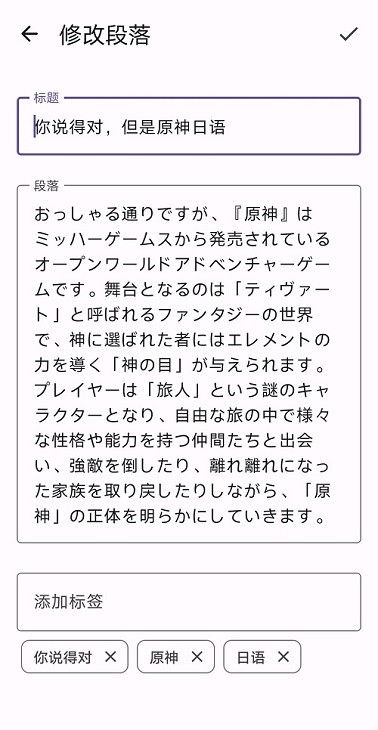 修改段落
标题
你说得对，但是原神日语
段落
おっしゃる通りですが、『原神』は
ミッハーゲームスから発売されている
オープンワールドアドベンチャーゲー
ムです。舞台となるのは「ティヴァー
ト」と呼ばれるファンタジーの世界
で、神に選ばれた者にはエレメントの
力を導く「神の目」が与えられます。
プレイヤーは「旅人」という謎のキャ
ラクターとなり、自由な旅の中で様々
な性格や能力を持つ仲間たちと出会
い、強敵を倒したり、離れ離れになっ
た家族を取り戻したりしながら、「原
神」の正体を明らかにしていきます。
添加标签
你说得对
原神
日语